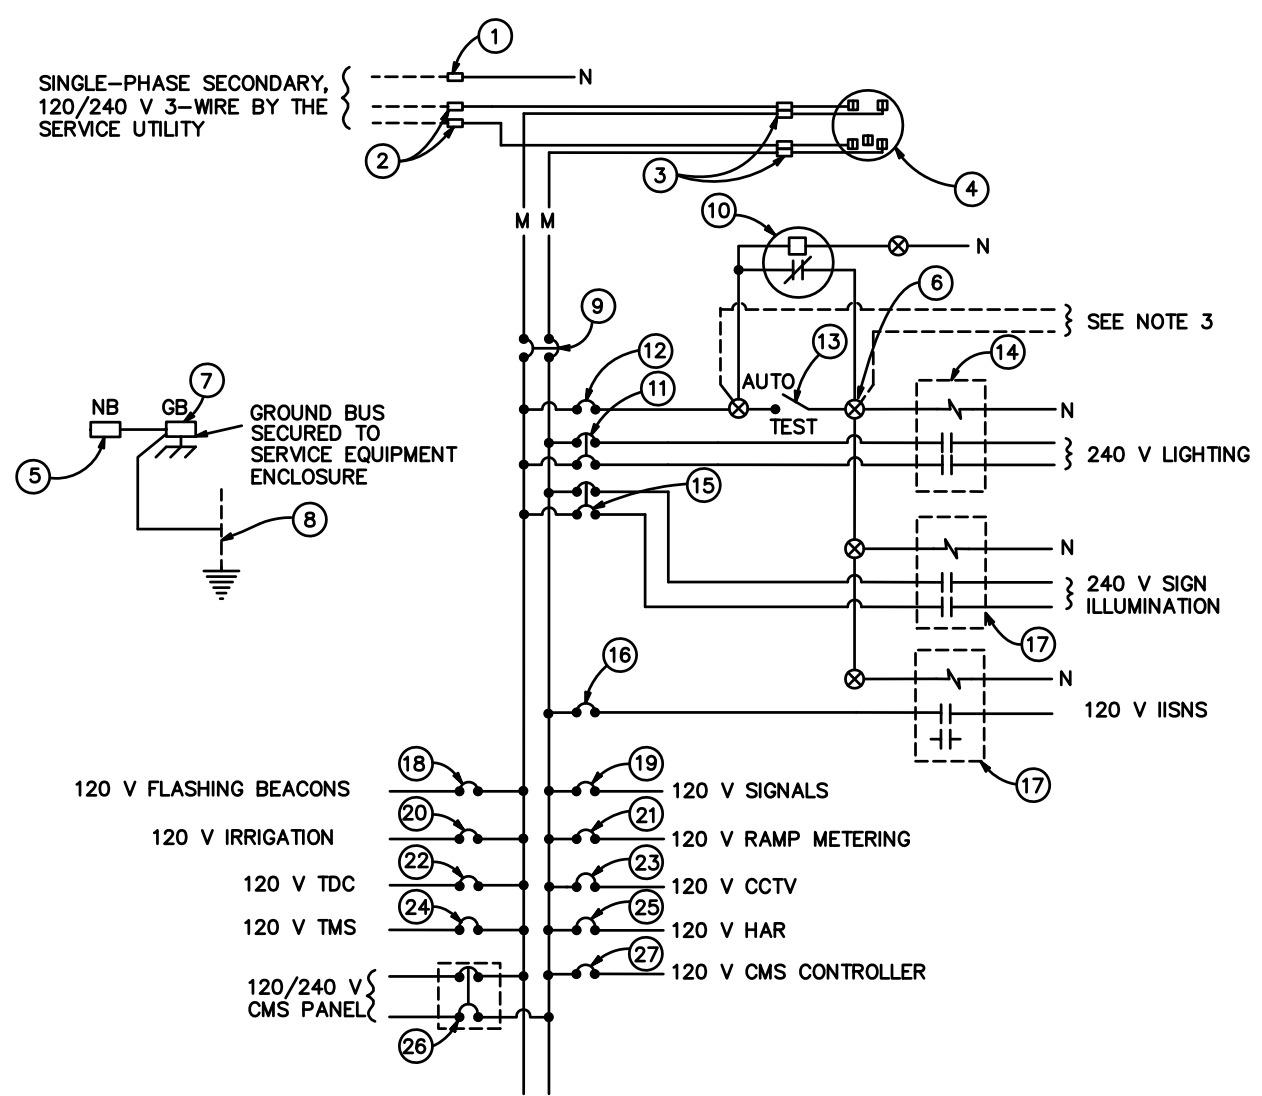 1
N
SINGLE-PHASE SECONDARY,
120/240 V 3-WIRE BY THE
SERVICE UTILITY
2
3
4
M M
10
N
6
SEE NOTE 3
9
12
13
14
11
AUTO
TEST
N
240 V LIGHTING
7
NB
GB
GROUND BUS
SECURED TO
SERVICE EQUIPMENT
ENCLOSURE
5
8
15
N
240 V SIGN
ILLUMINATION
17
16
N
120 V IISNS
17
18
120 V FLASHING BEACONS
19
120 V SIGNALS
20
120 V IRRIGATION
21
120 V RAMP METERING
22
120 V TDC
23
120 V CCTV
24
120 V TMS
25
120 V HAR
27
120 V CMS CONTROLLER
120/240 V
CMS PANEL
26